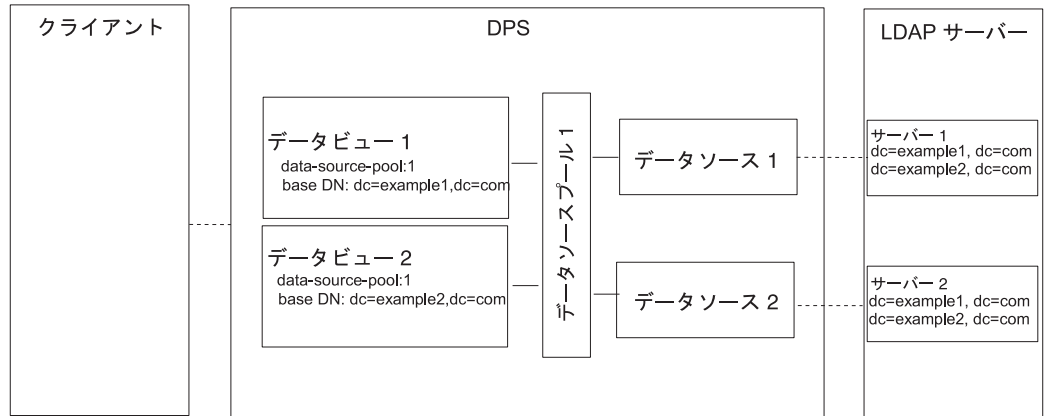 クライアント
DPS
LDAP サーバー
データビュー 1
data-source-pool:1
base DN: dc=example1,dc=com
データビュー 2
data-source-pool:1
base DN: dc=example2,dc=com
データソースプール 1
データソース 1
データソース 2
サーバー 1
dc=example1, dc=com
dc=example2, dc=com
サーバー 2
dc=example1, dc=com
dc=example2, dc=com